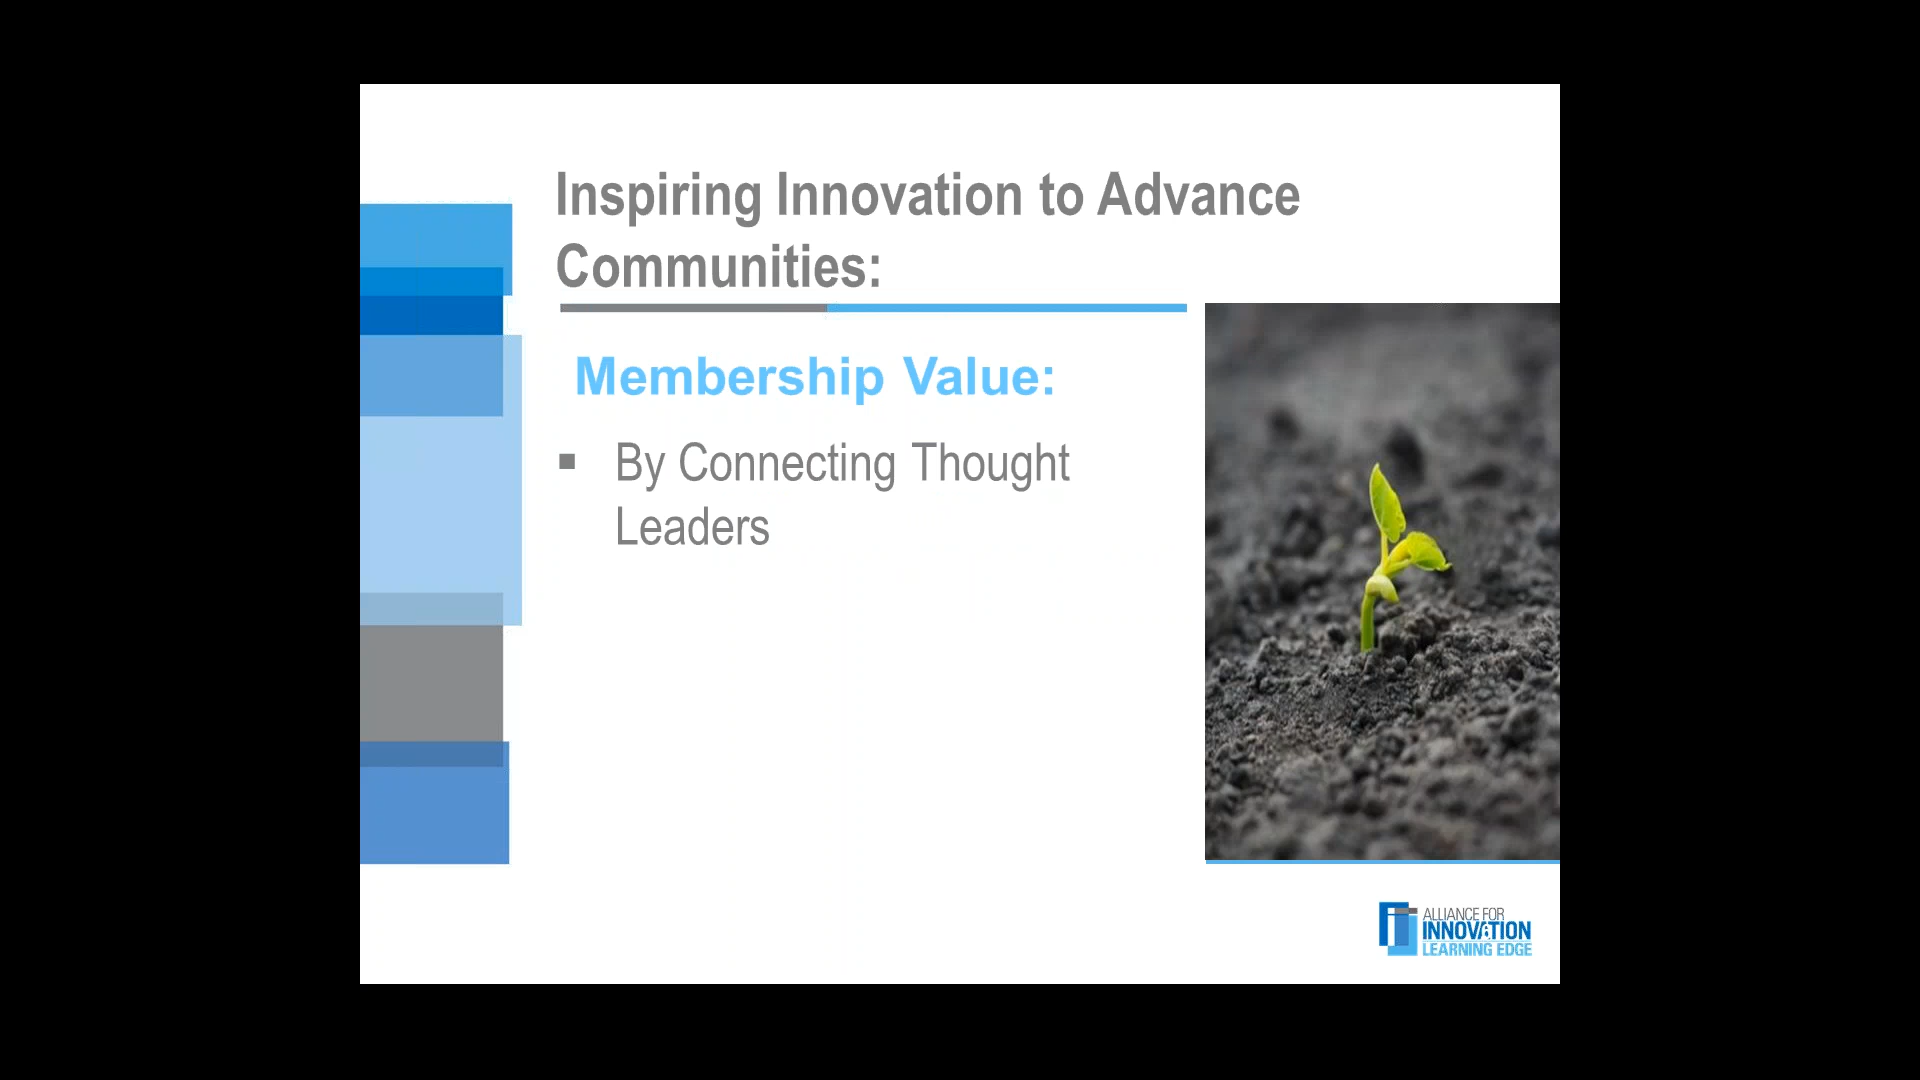 Inspiring Innovation to Advance
Communities:
Membership Value:
▪ By Connecting Thought
Leaders
ALLIANCE FOR
INNOVATION
LEARNING EDGE